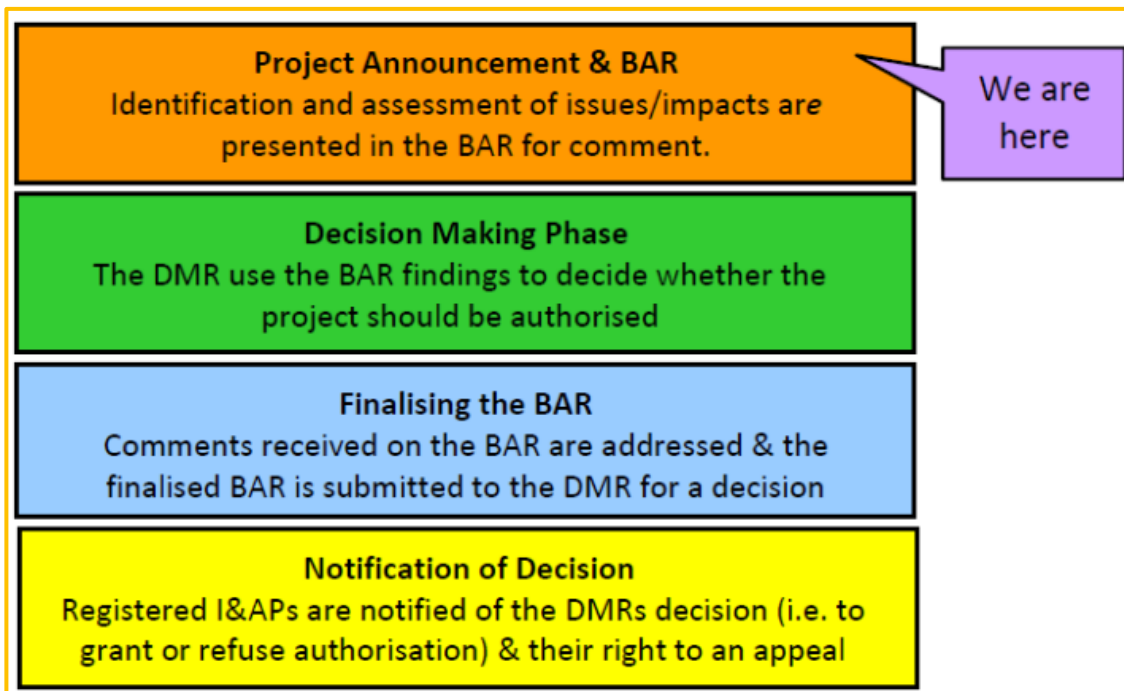 Project Announcement & BAR
Identification and assessment of issues/impacts are
presented in the BAR for comment.
We are
here
Decision Making Phase
The DMR use the BAR findings to decide whether the
project should be authorised
Finalising the BAR
Comments received on the BAR are addressed & the
finalised BAR is submitted to the DMR for a decision
Notification of Decision
Registered I&APs are notified of the DMRs decision (i.e. to
grant or refuse authorisation) & their right to an appeal